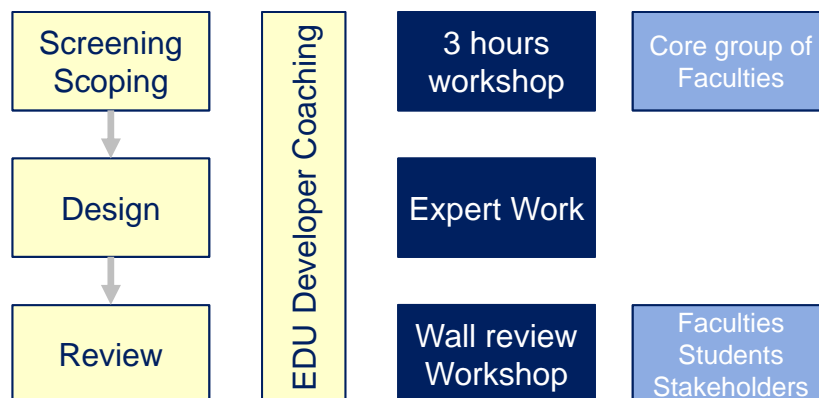 Screening
Scoping
EDU Developer Coaching
3 hours
workshop
Core group of
Faculties
Design
Expert Work
Review
Wall review
Workshop
Faculties
Students
Stakeholders